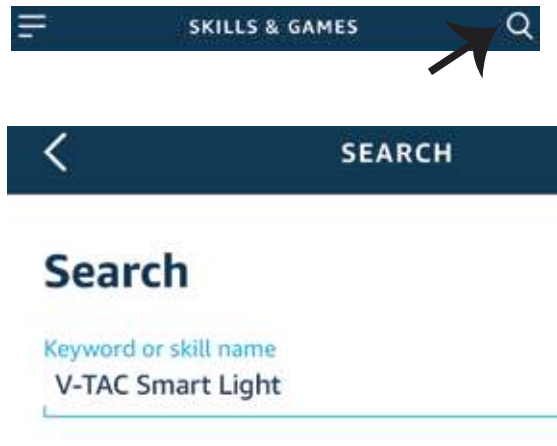 SKILLS & GAMES
SEARCH
Search
Keyword or skill name
V-TAC Smart Light